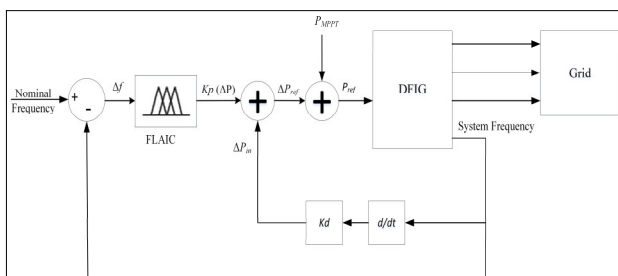 P_MPPT
Nominal
Frequency
+
-
Δf
FLAIC
Kp (ΔP)
+
ΔP_ref
+
P_ref
DFIG
Grid
System Frequency
ΔP_in
Kd
d/dt